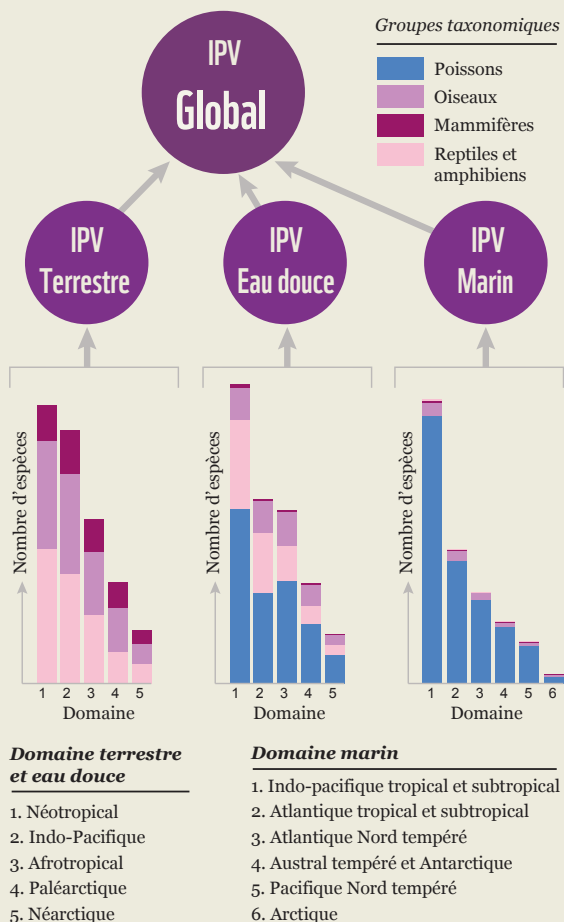 IPV
Global
Groupes taxonomiques
Poissons
Oiseaux
Mammifères
Reptiles et
amphibiens
IPV
Terrestre
IPV
Eau douce
IPV
Marin
Nombre d'espèces
1 2 3 4 5
Domaine
Nombre d'espèces
1 2 3 4 5
Domaine
Nombre d'espèces
1 2 3 4 5 6
Domaine
Domaine terrestre
et eau douce
1. Néotropical
2. Indo-Pacifique
3. Afrotropical
4. Paléarctique
5. Néarctique
Domaine marin
1. Indo-pacifique tropical et subtropical
2. Atlantique tropical et subtropical
3. Atlantique Nord tempéré
4. Austral tempéré et Antarctique
5. Pacifique Nord tempéré
6. Arctique